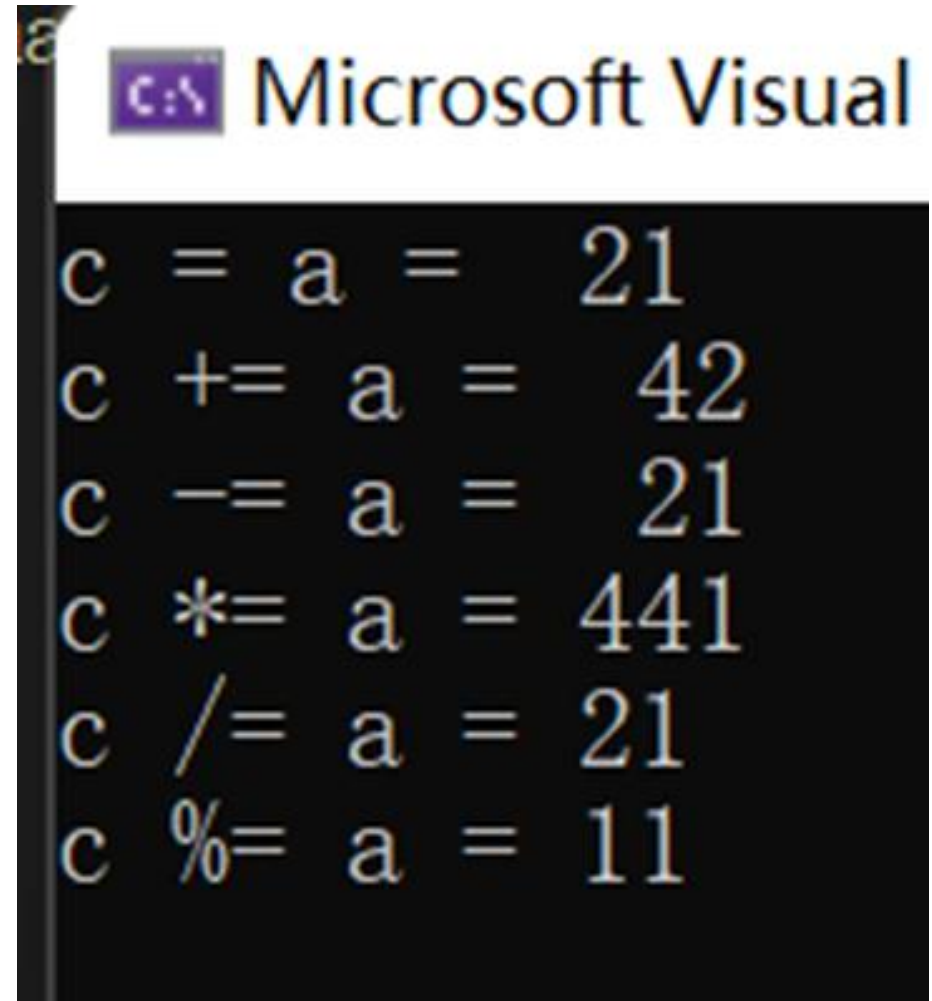 a
C:\ Microsoft Visual
c = a =  21
c += a =  42
c -= a =  21
c *= a = 441
c /= a = 21
c %= a = 11